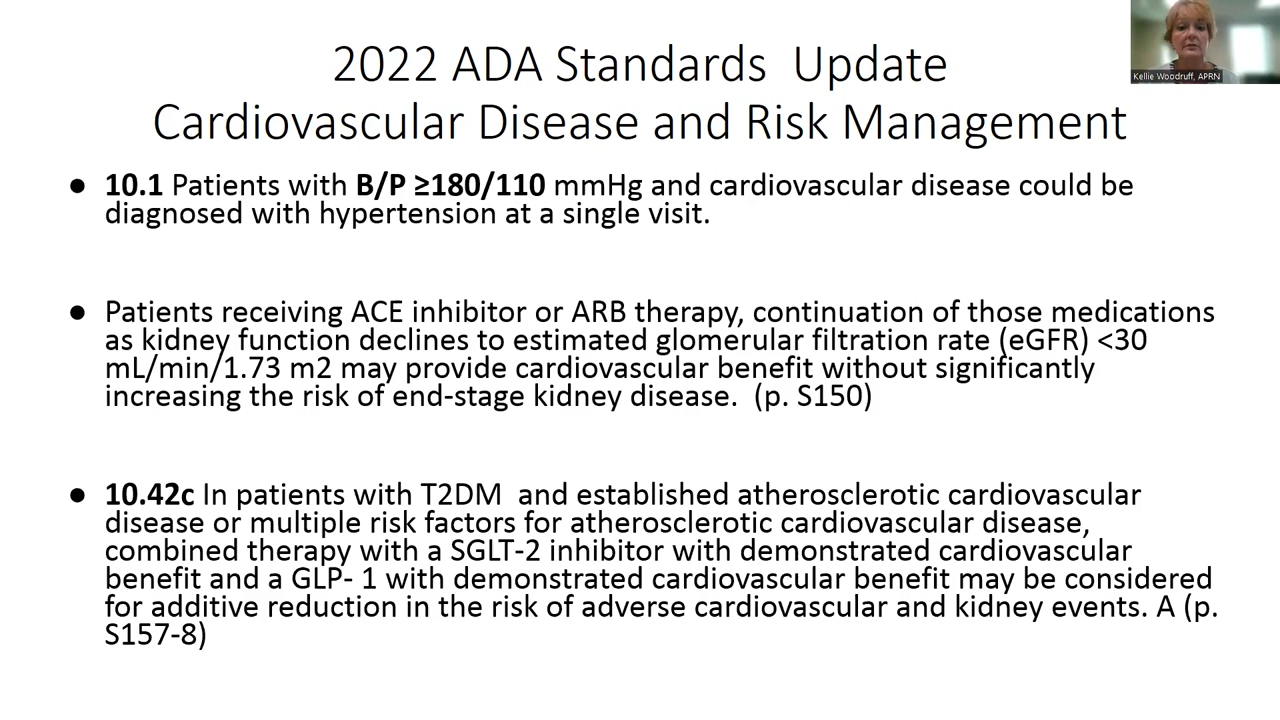 2022 ADA Standards  Update
Cardiovascular Disease and Risk Management
Kellie Woodruff, APRN
● 10.1 Patients with B/P ≥180/110 mmHg and cardiovascular disease could be
diagnosed with hypertension at a single visit.
● Patients receiving ACE inhibitor or ARB therapy, continuation of those medications
as kidney function declines to estimated glomerular filtration rate (eGFR) <30
mL/min/1.73 m2 may provide cardiovascular benefit without significantly
increasing the risk of end-stage kidney disease.  (p. S150)
● 10.42c In patients with T2DM  and established atherosclerotic cardiovascular
disease or multiple risk factors for atherosclerotic cardiovascular disease,
combined therapy with a SGLT-2 inhibitor with demonstrated cardiovascular
benefit and a GLP- 1 with demonstrated cardiovascular benefit may be considered
for additive reduction in the risk of adverse cardiovascular and kidney events. A (p.
S157-8)